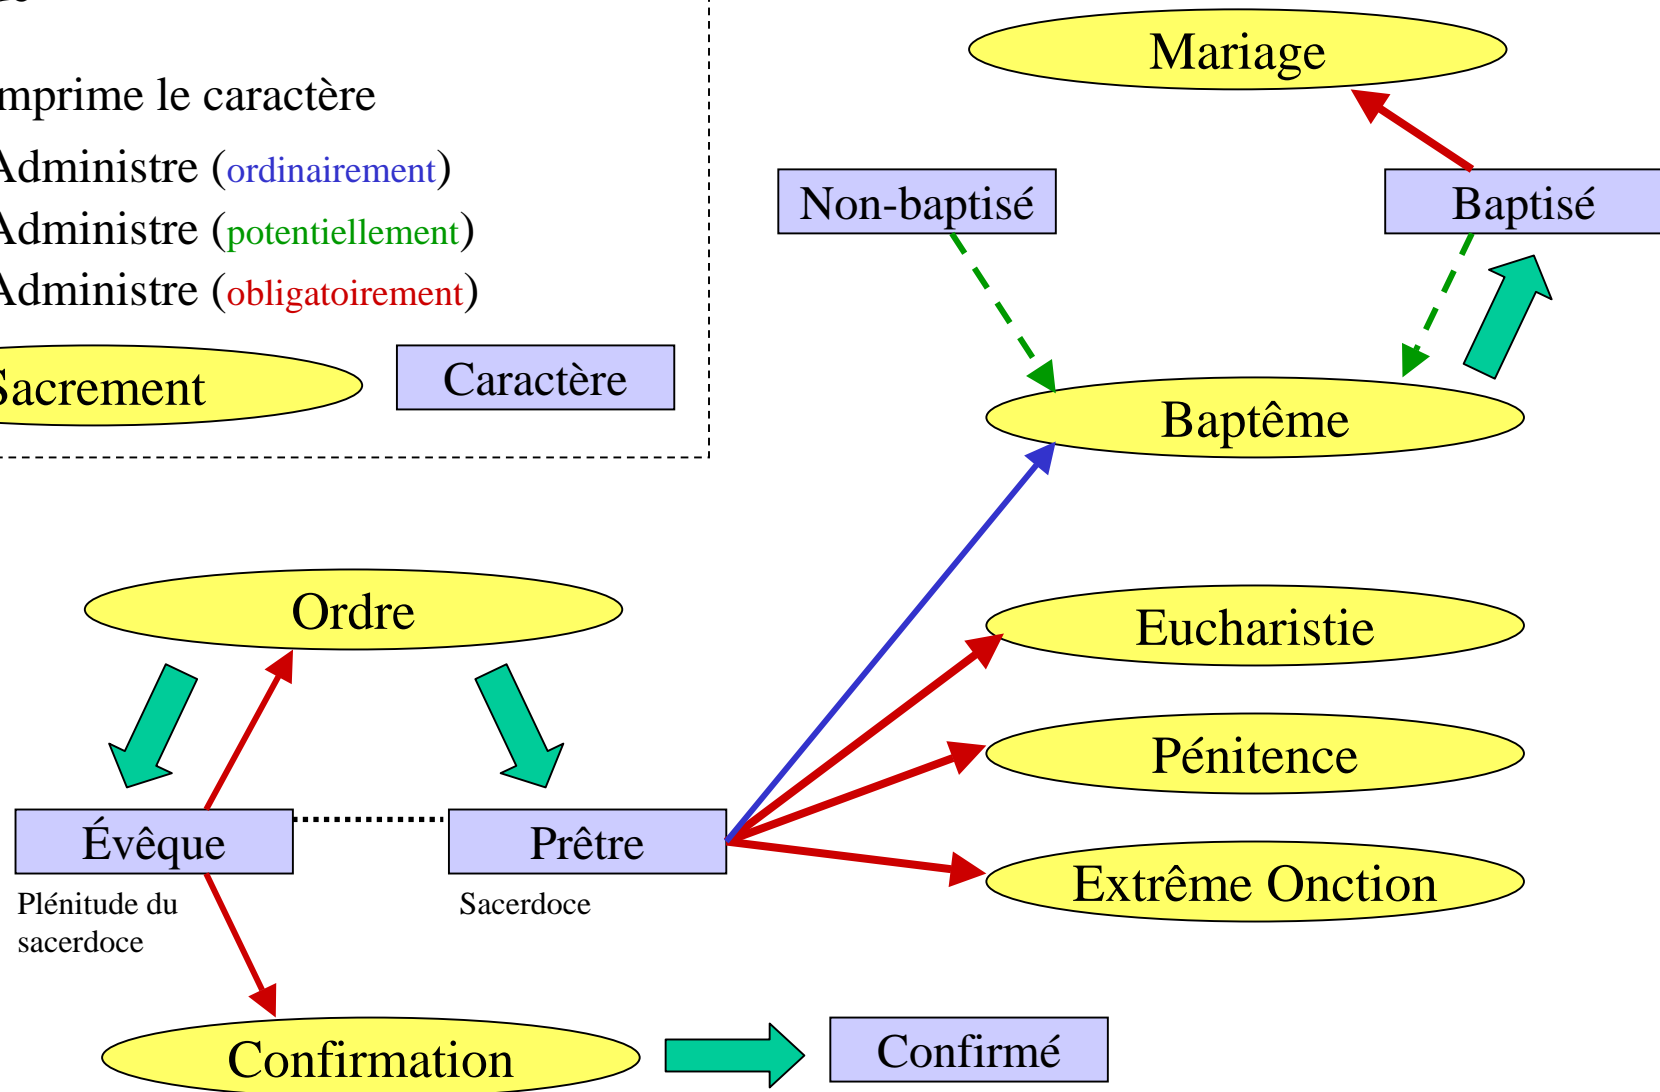 mprime le caractère
Administre (ordinairement)
Administre (potentiellement)
Administre (obligatoirement)
Sacrement
Caractère
Mariage
Non-baptisé
Baptisé
Baptême
Ordre
Eucharistie
Pénitence
Extrême Onction
Évêque
Prêtre
Plénitude du
sacerdoce
Sacerdoce
Confirmation
Confirmé